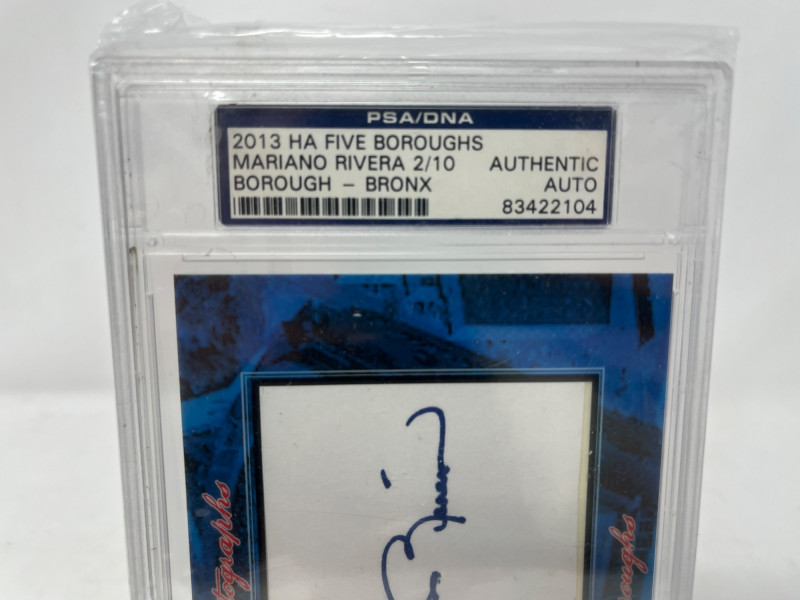 PSA/DNA
2013 HA FIVE BOROUGHS
MARIANO RIVERA 2/10 AUTHENTIC
BOROUGH - BRONX AUTO
83422104